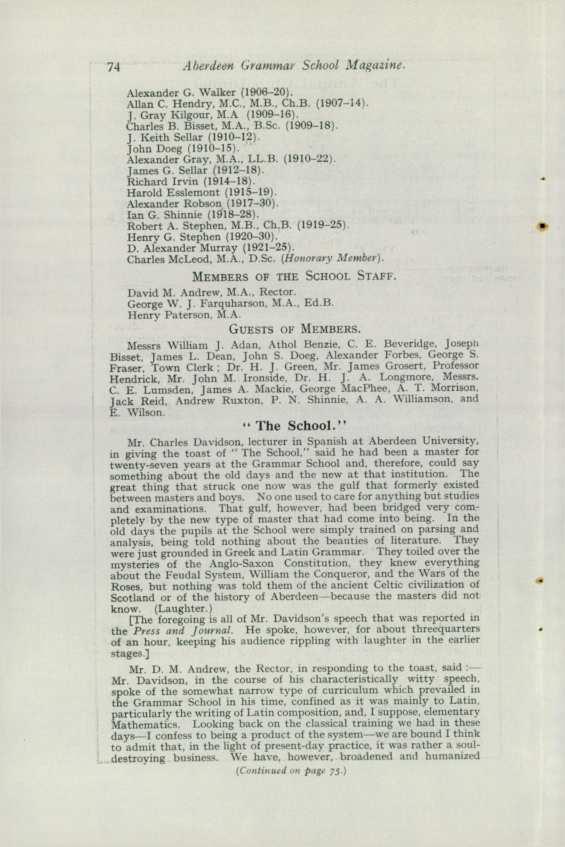 74 Aberdeen Grammar School Magazine.
Alexander G. Walker (1906-20).
Allan C. Hendry, M.C., M.B., Ch.B. (1907-14).
J. Gray Kilgour, M.A. (1909-16).
Charles B. Bisset, M.A., B.Sc. (1909-18).
J. Keith Sellar (1910-12).
John Doeg (1910-15).
Alexander Gray, M.A., LL.B. (1910-22).
James G. Sellar (1912-18).
Richard Irvin (1914-18).
Harold Esslemont (1915-19).
Alexander Robson (1917-30).
Ian G. Shinnie (1918-28).
Robert A. Stephen, M.B., Ch.B. (1919-25).
Henry G. Stephen (1920-30).
D. Alexander Murray (1921-25).
Charles McLeod, M.A., D.Sc. (Honorary Member).
MEMBERS OF THE SCHOOL STAFF.
David M. Andrew, M.A., Rector.
George W. J. Farquharson, M.A., Ed.B.
Henry Paterson, M.A.
GUESTS OF MEMBERS.
Messrs William J. Adan, Athol Benzie, C. E. Beveridge, Joseph
Bisset, James L. Dean, John S. Doeg, Alexander Forbes, George S.
Fraser, Town Clerk ; Dr. H. J. Green, Mr. James Grosert, Professor
Hendrick, Mr. John M. Ironside, Dr. H. J. A. Longmore, Messrs.
C. E. Lumsden, James A. Mackie, George MacPhee, A. T. Morrison,
Jack Reid, Andrew Ruxton, P. N. Shinnie, A. A. Williamson, and
E. Wilson.
" The School."
Mr. Charles Davidson, lecturer in Spanish at Aberdeen University,
in giving the toast of " The School," said he had been a master for
twenty-seven years at the Grammar School and, therefore, could say
something about the old days and the new at that institution. The
great thing that struck one now was the gulf that formerly existed
between masters and boys. No one used to care for anything but studies
and examinations. That gulf, however, had been bridged very com-
pletely by the new type of master that had come into being. In the
old days the pupils at the School were simply trained on parsing and
analysis, being told nothing about the beauties of literature. They
were just grounded in Greek and Latin Grammar. They toiled over the
mysteries of the Anglo-Saxon Constitution, they knew everything
about the Feudal System, William the Conqueror, and the Wars of the
Roses, but nothing was told them of the ancient Celtic civilization of
Scotland or of the history of Aberdeen—because the masters did not
know. (Laughter.)
[The foregoing is all of Mr. Davidson's speech that was reported in
the Press and Journal. He spoke, however, for about threequarters
of an hour, keeping his audience rippling with laughter in the earlier
stages.]
Mr. D. M. Andrew, the Rector, in responding to the toast, said :—
Mr. Davidson, in the course of his characteristically witty speech,
spoke of the somewhat narrow type of curriculum which prevailed in
the Grammar School in his time, confined as it was mainly to Latin,
particularly the writing of Latin composition, and, I suppose, elementary
Mathematics. Looking back on the classical training we had in these
days—I confess to being a product of the system—we are bound I think
to admit that, in the light of present-day practice, it was rather a soul-
destroying business. We have, however, broadened and humanized
(Continued on page 75.)